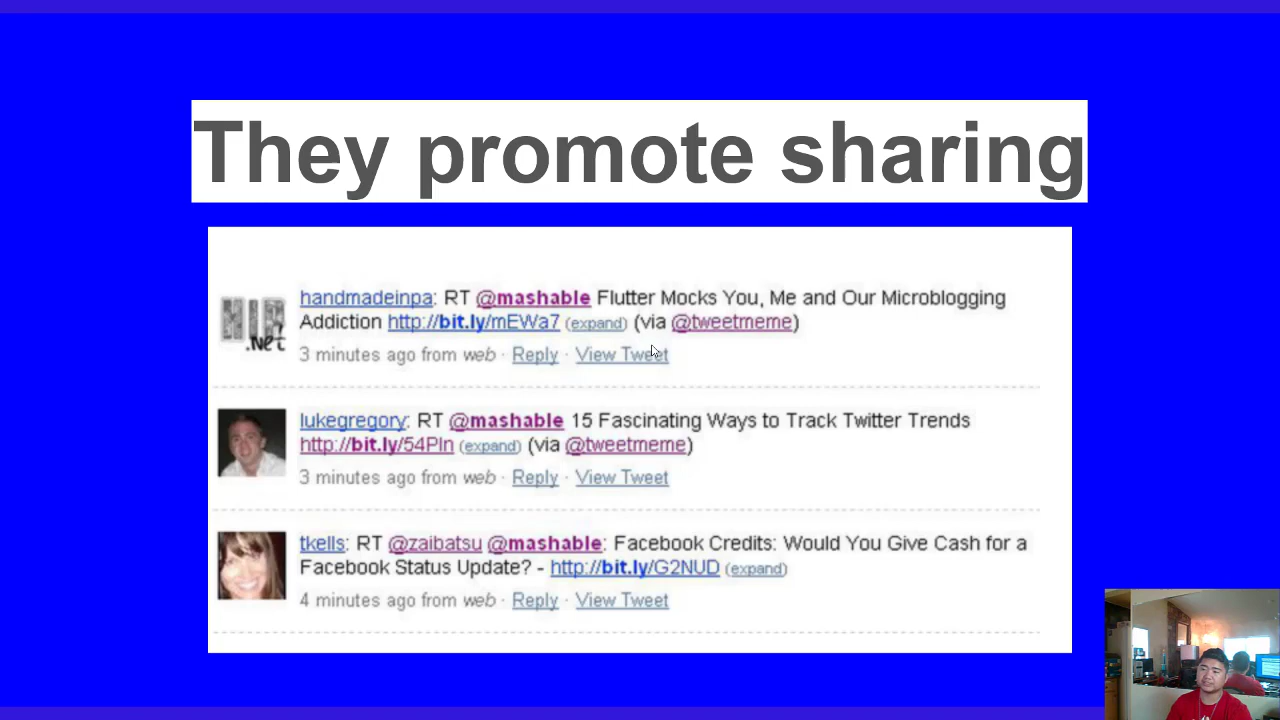 They promote sharing
handmadeinpa: RT @mashable Flutter Mocks You, Me and Our Microblogging
Addiction http://bit.ly/mEWa7 (expand) (via @tweetmeme)
3 minutes ago from web · Reply · View Tweet
.Net
lukegregory: RT @mashable 15 Fascinating Ways to Track Twitter Trends
http://bit.ly/54PIn (expand) (via @tweetmeme)
3 minutes ago from web · Reply · View Tweet
tkells: RT @zaibatsu @mashable: Facebook Credits: Would You Give Cash for a
Facebook Status Update? - http://bit.ly/G2NUD (expand)
4 minutes ago from web · Reply · View Tweet